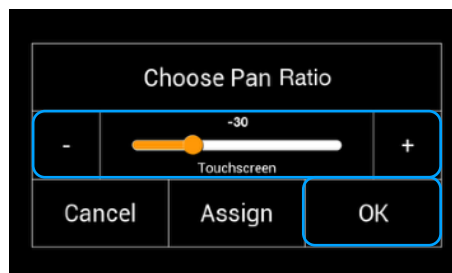 Choose Pan Ratio
-30
- +
Touchscreen
Cancel Assign OK